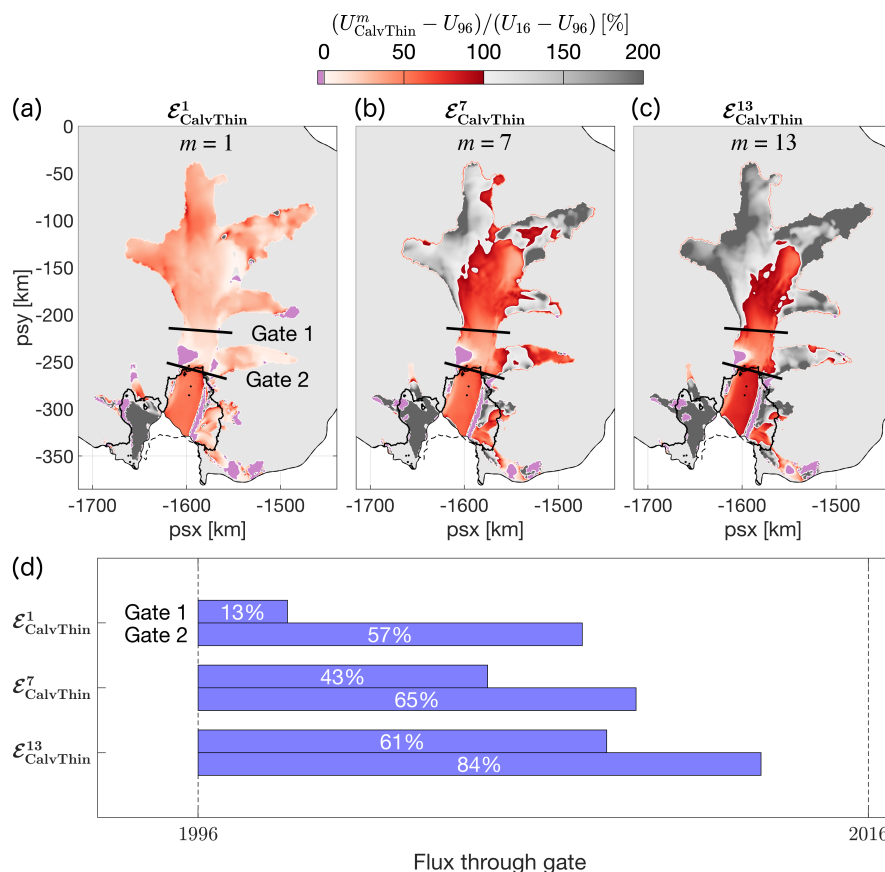 (U^m_CalvThin − U_96)/(U_16 − U_96) [%]
0 50 100 150 200
(a) (b) (c)
ℰ^1_CalvThin ℰ^7_CalvThin ℰ^13_CalvThin
m = 1 m = 7 m = 13
0
-50
-100
-150
-200
-250
-300
-350
psy [km]
Gate 1
Gate 2
-1700 -1600 -1500 -1700 -1600 -1500 -1700 -1600 -1500
psx [km] psx [km] psx [km]
(d)
ℰ^1_CalvThin
Gate 1 13%
Gate 2 57%
ℰ^7_CalvThin
43%
65%
ℰ^13_CalvThin
61%
84%
1996 2016
Flux through gate